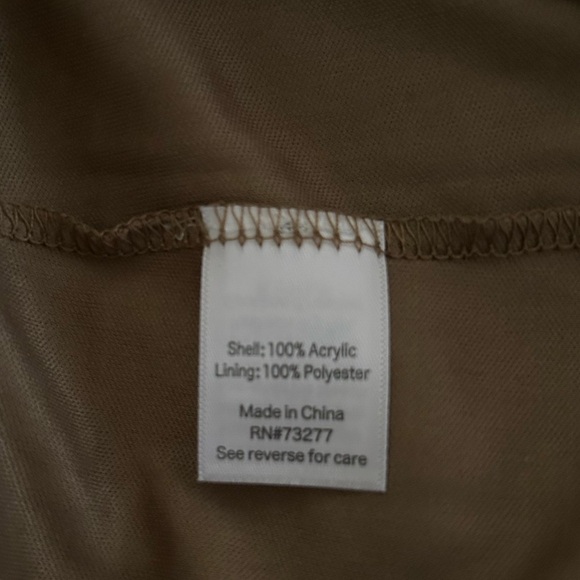 Shell: 100% Acrylic
Lining: 100% Polyester
Made in China
RN#73277
See reverse for care